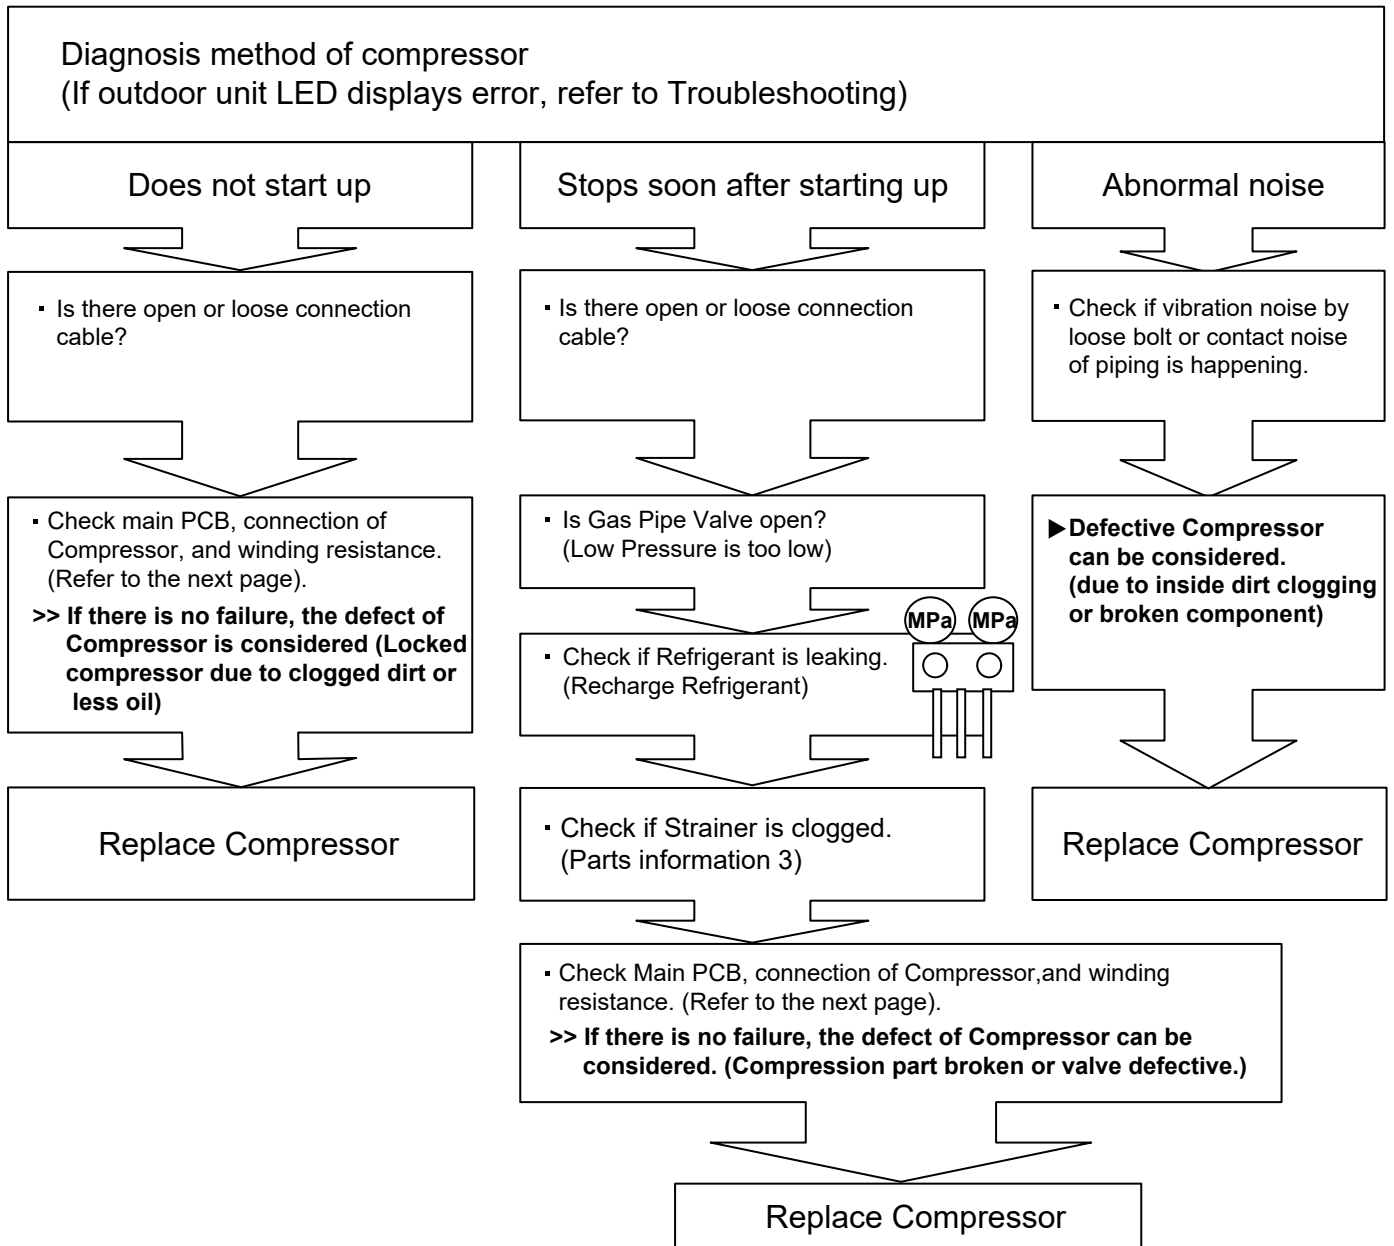 Diagnosis method of compressor
(If outdoor unit LED displays error, refer to Troubleshooting)
Does not start up
▪ Is there open or loose connection
cable?
▪ Check main PCB, connection of
Compressor, and winding resistance.
(Refer to the next page).
>> If there is no failure, the defect of
Compressor is considered (Locked
compressor due to clogged dirt or
less oil)
Replace Compressor
Stops soon after starting up
▪ Is there open or loose connection
cable?
▪ Is Gas Pipe Valve open?
(Low Pressure is too low)
▪ Check if Refrigerant is leaking.
(Recharge Refrigerant)
MPa MPa
▪ Check if Strainer is clogged.
(Parts information 3)
▪ Check Main PCB, connection of Compressor,and winding
resistance. (Refer to the next page).
>> If there is no failure, the defect of Compressor can be
considered. (Compression part broken or valve defective.)
Replace Compressor
Abnormal noise
▪ Check if vibration noise by
loose bolt or contact noise
of piping is happening.
▶Defective Compressor
can be considered.
(due to inside dirt clogging
or broken component)
Replace Compressor